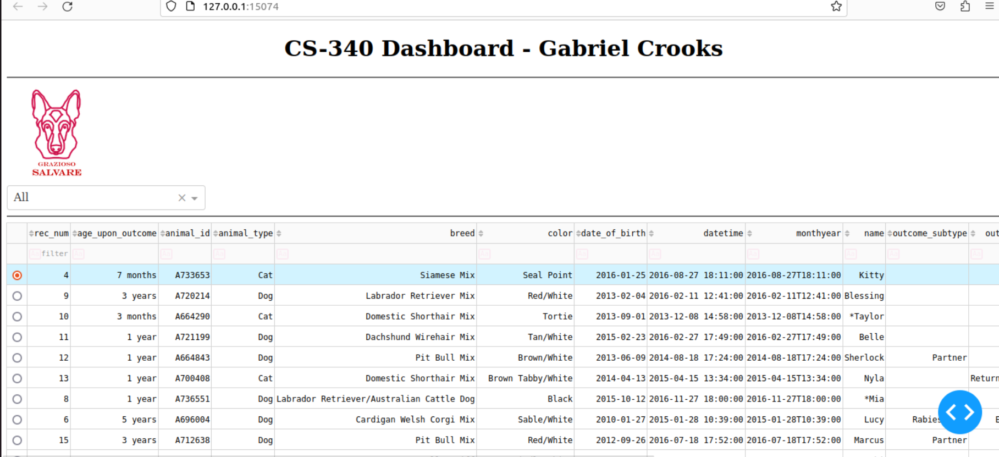 127.0.0.1:15074
CS-340 Dashboard - Gabriel Crooks
GRAZIOSO
SALVARE
All
rec_num age_upon_outcome animal_id animal_type breed color date_of_birth datetime monthyear name outcome_subtype out
Aa filter Aa Aa Aa Aa Aa Aa Aa Aa Aa Aa Aa
4 7 months A733653 Cat Siamese Mix Seal Point 2016-01-25 2016-08-27 18:11:00 2016-08-27T18:11:00 Kitty
9 3 years A720214 Dog Labrador Retriever Mix Red/White 2013-02-04 2016-02-11 12:41:00 2016-02-11T12:41:00 Blessing
10 3 months A664290 Cat Domestic Shorthair Mix Tortie 2013-09-01 2013-12-08 14:58:00 2013-12-08T14:58:00 *Taylor
11 1 year A721199 Dog Dachshund Wirehair Mix Tan/White 2015-02-23 2016-02-27 17:49:00 2016-02-27T17:49:00 Belle
12 1 year A664843 Dog Pit Bull Mix Brown/White 2013-06-09 2014-08-18 17:24:00 2014-08-18T17:24:00 Sherlock Partner
13 1 year A700408 Cat Domestic Shorthair Mix Brown Tabby/White 2014-04-13 2015-04-15 13:34:00 2015-04-15T13:34:00 Nyla Return
8 1 year A736551 Dog Labrador Retriever/Australian Cattle Dog Black 2015-10-12 2016-11-27 18:00:00 2016-11-27T18:00:00 *Mia
6 5 years A696004 Dog Cardigan Welsh Corgi Mix Sable/White 2010-01-27 2015-01-28 10:39:00 2015-01-28T10:39:00 Lucy Rabies E
15 3 years A712638 Dog Pit Bull Mix Red/White 2012-09-26 2016-07-18 17:52:00 2016-07-18T17:52:00 Marcus Partner